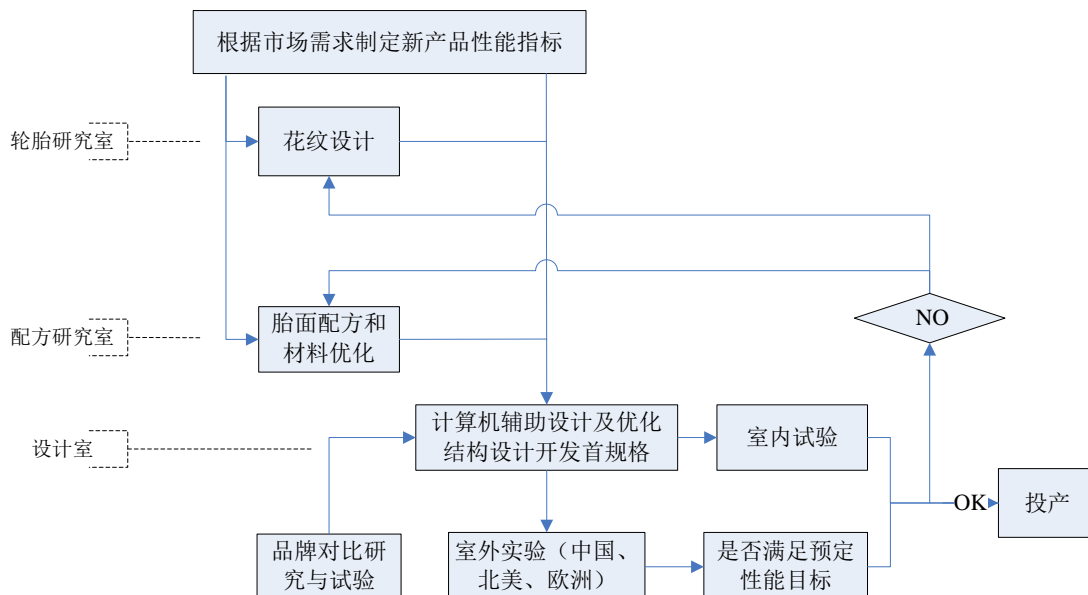 根据市场需求制定新产品性能指标
轮胎研究室
花纹设计
配方研究室
胎面配方和
材料优化
NO
设计室
计算机辅助设计及优化
结构设计开发首规格
室内试验
OK
投产
品牌对比研
究与试验
室外实验（中国、
北美、欧洲）
是否满足预定
性能目标